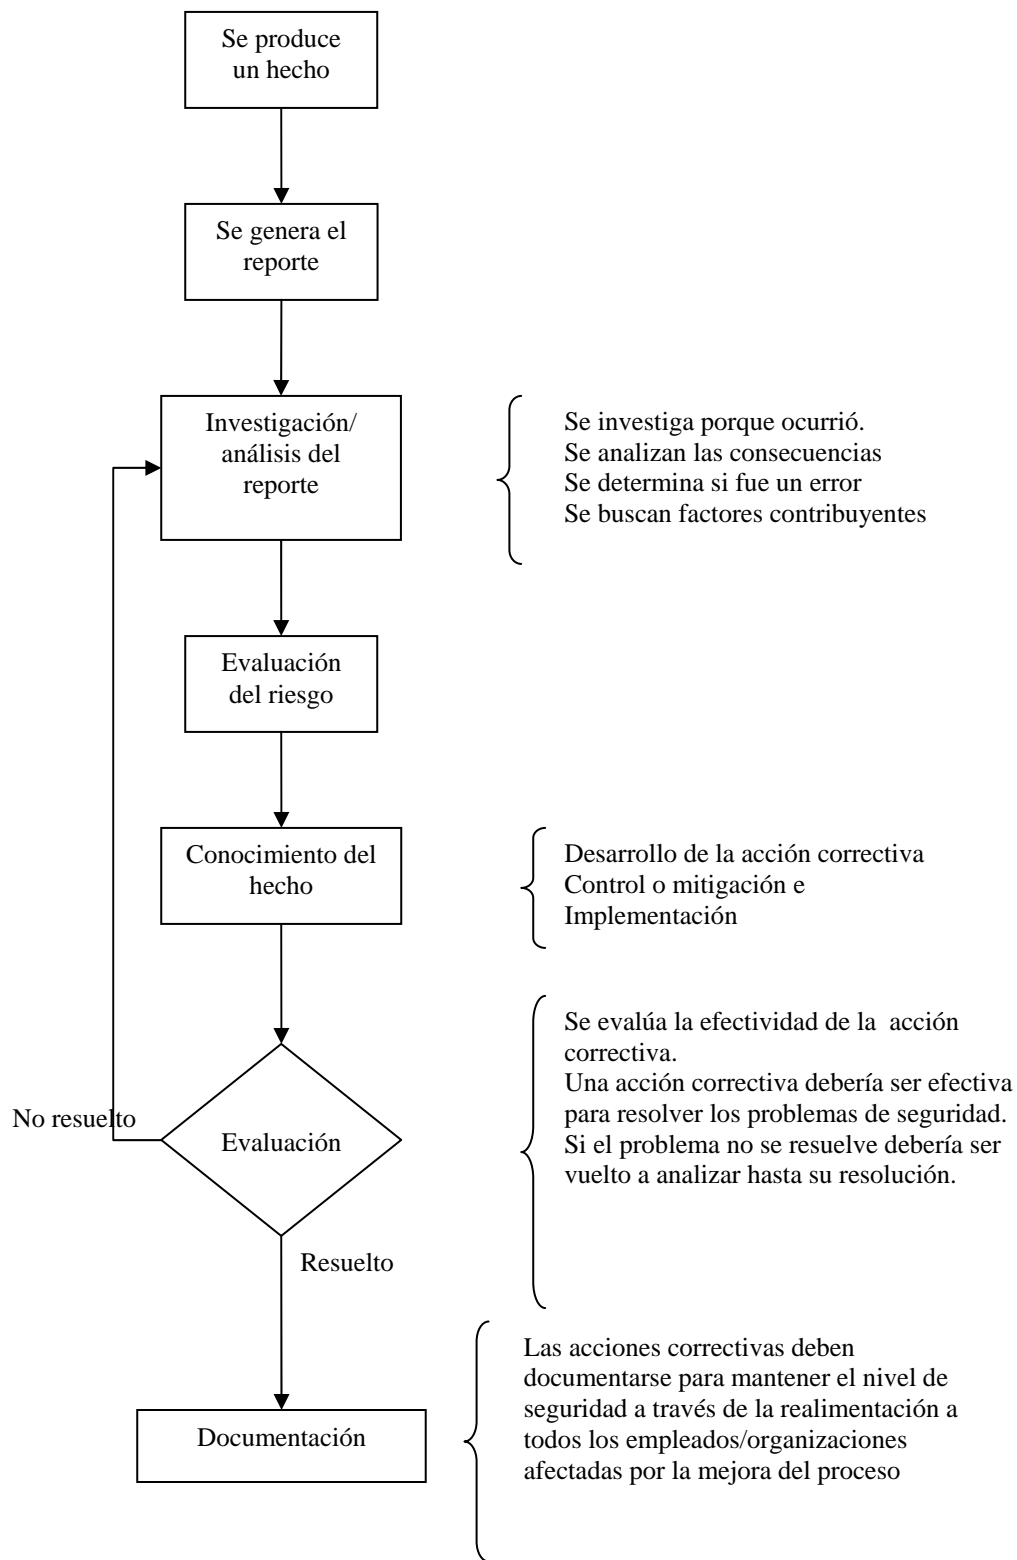 Se produce
un hecho
Se genera el
reporte
Investigación/
análisis del
reporte
Se investiga porque ocurrió.
Se analizan las consecuencias
Se determina si fue un error
Se buscan factores contribuyentes
Evaluación
del riesgo
Conocimiento del
hecho
Desarrollo de la acción correctiva
Control o mitigación e
Implementación
Se evalúa la efectividad de la  acción
correctiva.
Una acción correctiva debería ser efectiva
para resolver los problemas de seguridad.
Si el problema no se resuelve debería ser
vuelto a analizar hasta su resolución.
No resuelto
Evaluación
Resuelto
Las acciones correctivas deben
documentarse para mantener el nivel de
seguridad a través de la realimentación a
todos los empleados/organizaciones
afectadas por la mejora del proceso
Documentación